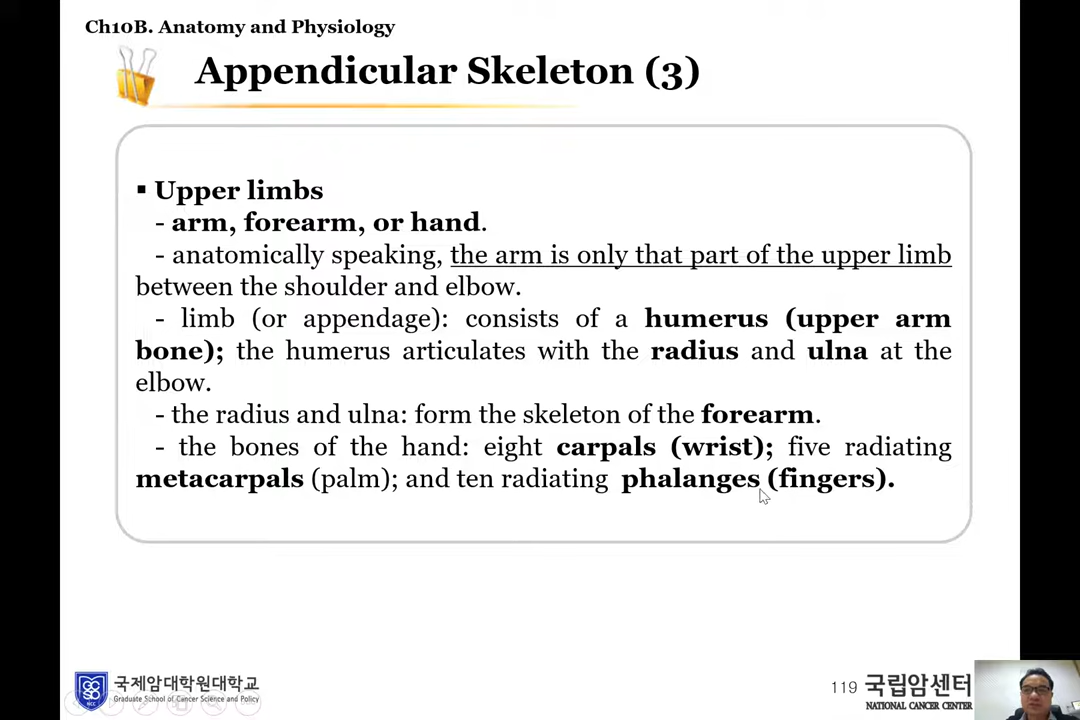 Ch10B. Anatomy and Physiology
Appendicular Skeleton (3)
▪ Upper limbs
- arm, forearm, or hand.
- anatomically speaking, the arm is only that part of the upper limb
between the shoulder and elbow.
- limb (or appendage): consists of a humerus (upper arm
bone); the humerus articulates with the radius and ulna at the
elbow.
- the radius and ulna: form the skeleton of the forearm.
- the bones of the hand: eight carpals (wrist); five radiating
metacarpals (palm); and ten radiating phalanges (fingers).
국제암대학원대학교
Graduate School of Cancer Science and Policy
NCC
119
국립암센터
NATIONAL CANCER CENTER